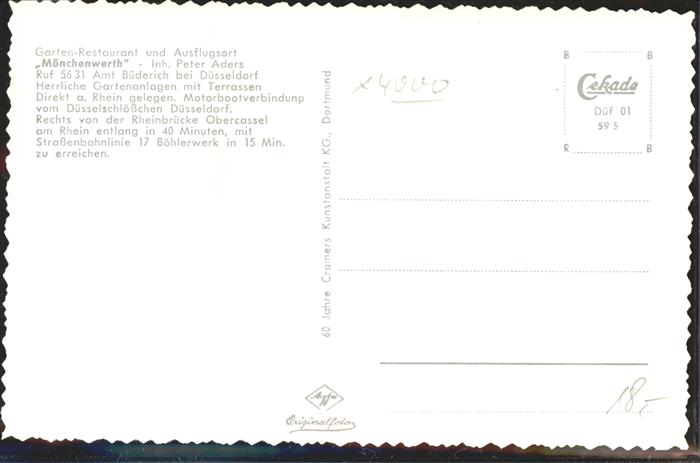 Garten-Restaurant und Ausflugsort
„Mönchenwerth" - Inh. Peter Aders
Ruf 5631 Amt Büderich bei Düsseldorf
Herrliche Gartenanlagen mit Terrassen
Direkt a. Rhein gelegen. Motorbootverbindung
vom Düsselschlößchen Düsseldorf.
Rechts von der Rheinbrücke Obercassel
am Rhein entlang in 40 Minuten, mit
Straßenbahnlinie 17 Böhlerwerk in 15 Min.
zu erreichen.
60 Jahre Cramers Kunstanstalt KG., Dortmund
x 4000
B B
Cekade
Düf 01
59 5
R B
Agfa
Originalfoto
18,-